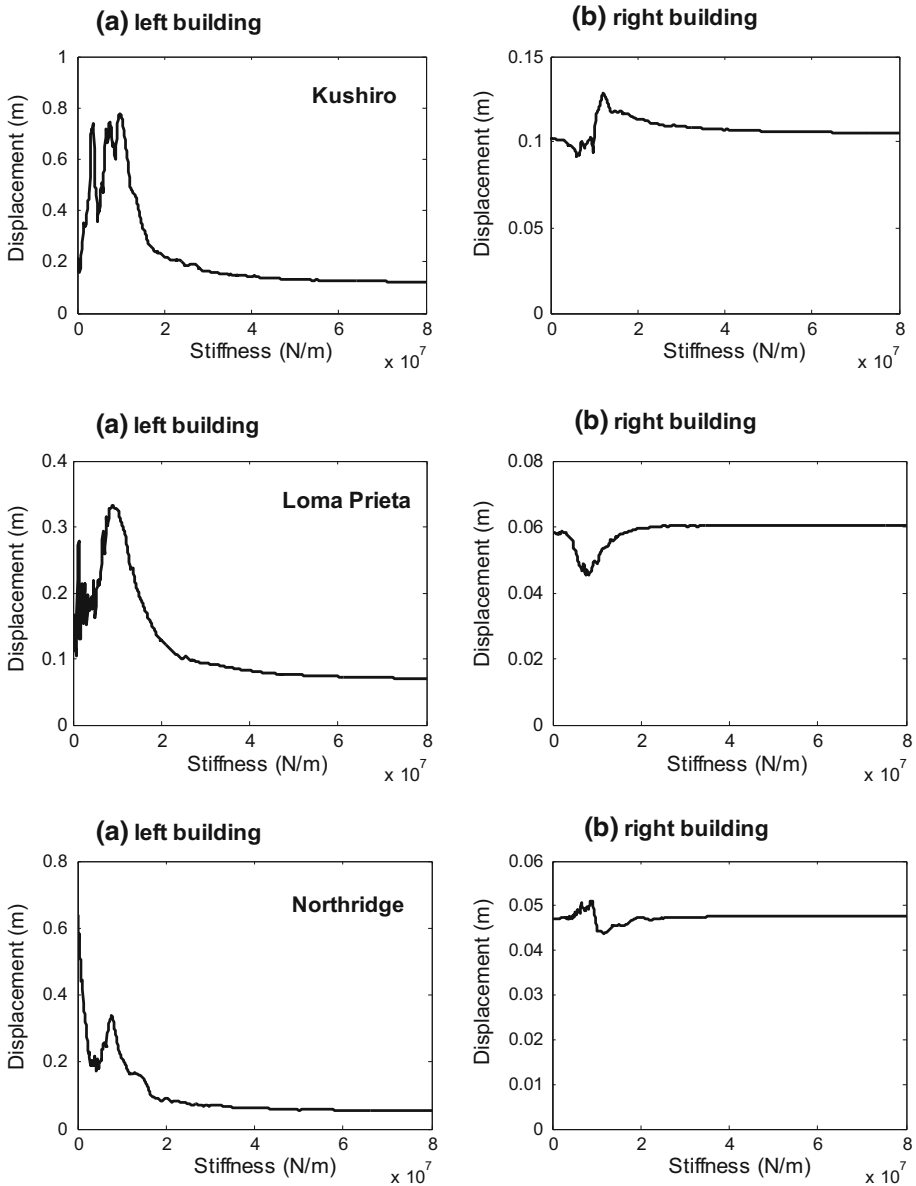 (a) left building
Kushiro
Displacement (m)
1
0.8
0.6
0.4
0.2
0
0 2 4 6 8
Stiffness (N/m)
x 10^7
(b) right building
Displacement (m)
0.15
0.1
0.05
0
0 2 4 6 8
Stiffness (N/m)
x 10^7
(a) left building
Loma Prieta
Displacement (m)
0.4
0.3
0.2
0.1
0
0 2 4 6 8
Stiffness (N/m)
x 10^7
(b) right building
Displacement (m)
0.08
0.06
0.04
0.02
0
0 2 4 6 8
Stiffness (N/m)
x 10^7
(a) left building
Northridge
Displacement (m)
0.8
0.6
0.4
0.2
0
0 2 4 6 8
Stiffness (N/m)
x 10^7
(b) right building
Displacement (m)
0.06
0.05
0.04
0.03
0.02
0.01
0.00
0 2 4 6 8
Stiffness (N/m)
x 10^7